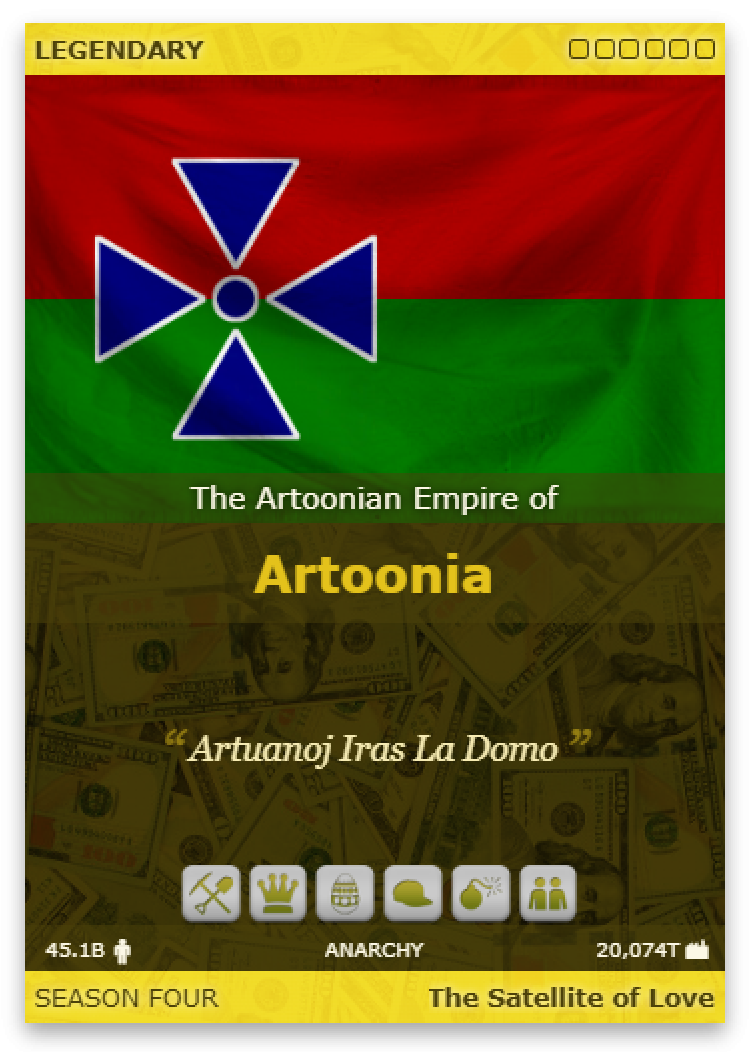 LEGENDARY
The Artoonian Empire of
Artoonia
“ Artuanoj Iras La Domo ”
45.1B ANARCHY 20,074T
SEASON FOUR The Satellite of Love